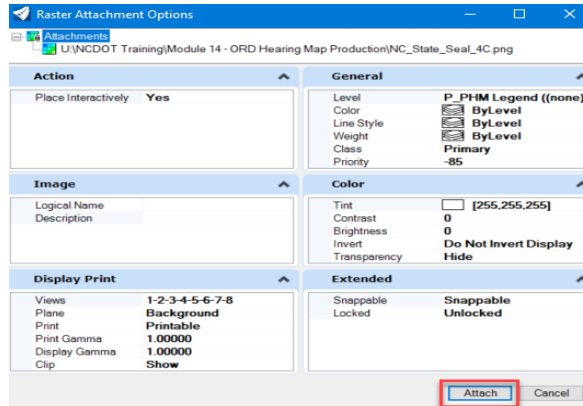 Raster Attachment Options
Attachments
U:\NCDOT Training\Module 14 - ORD Hearing Map Production\NC_State_Seal_4C.png
Action
Place Interactively Yes
General
Level P_PHM Legend ((none)
Color ByLevel
Line Style ByLevel
Weight ByLevel
Class Primary
Priority -85
Image
Logical Name
Description
Color
Tint [255,255,255]
Contrast 0
Brightness 0
Invert Do Not Invert Display
Transparency Hide
Display Print
Views 1-2-3-4-5-6-7-8
Plane Background
Print Printable
Print Gamma 1.00000
Display Gamma 1.00000
Clip Show
Extended
Snappable Snappable
Locked Unlocked
Attach Cancel